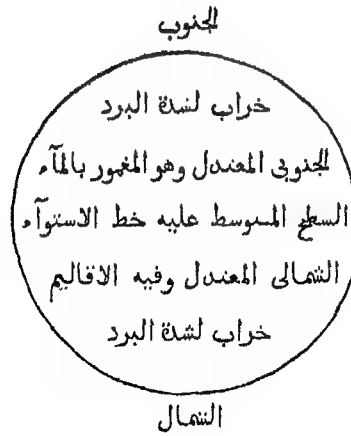 الجنوب
خراب لشدة البرد
الجنوبى المعتدل وهو المغمور بالمآء
السطح المتوسط عليه خط الاستوآء
الشمالى المعتدل وفيه الاقاليم
خراب لشدة البرد
الشمال